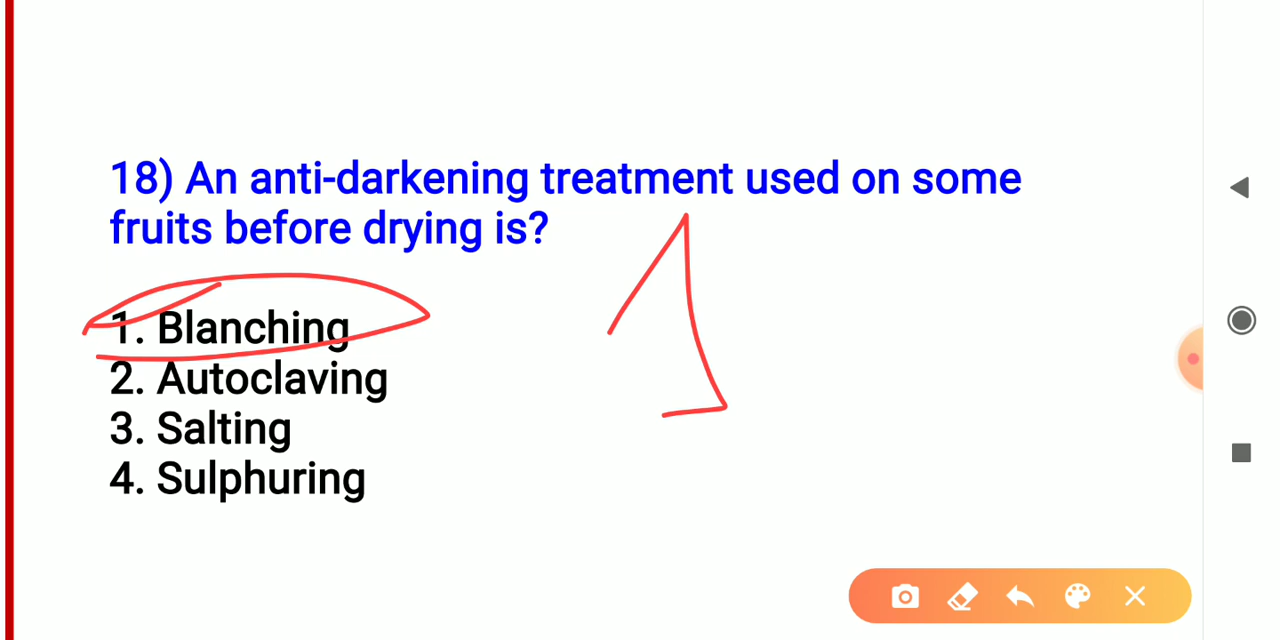 18) An anti-darkening treatment used on some
fruits before drying is?
1. Blanching
2. Autoclaving
3. Salting
4. Sulphuring
1